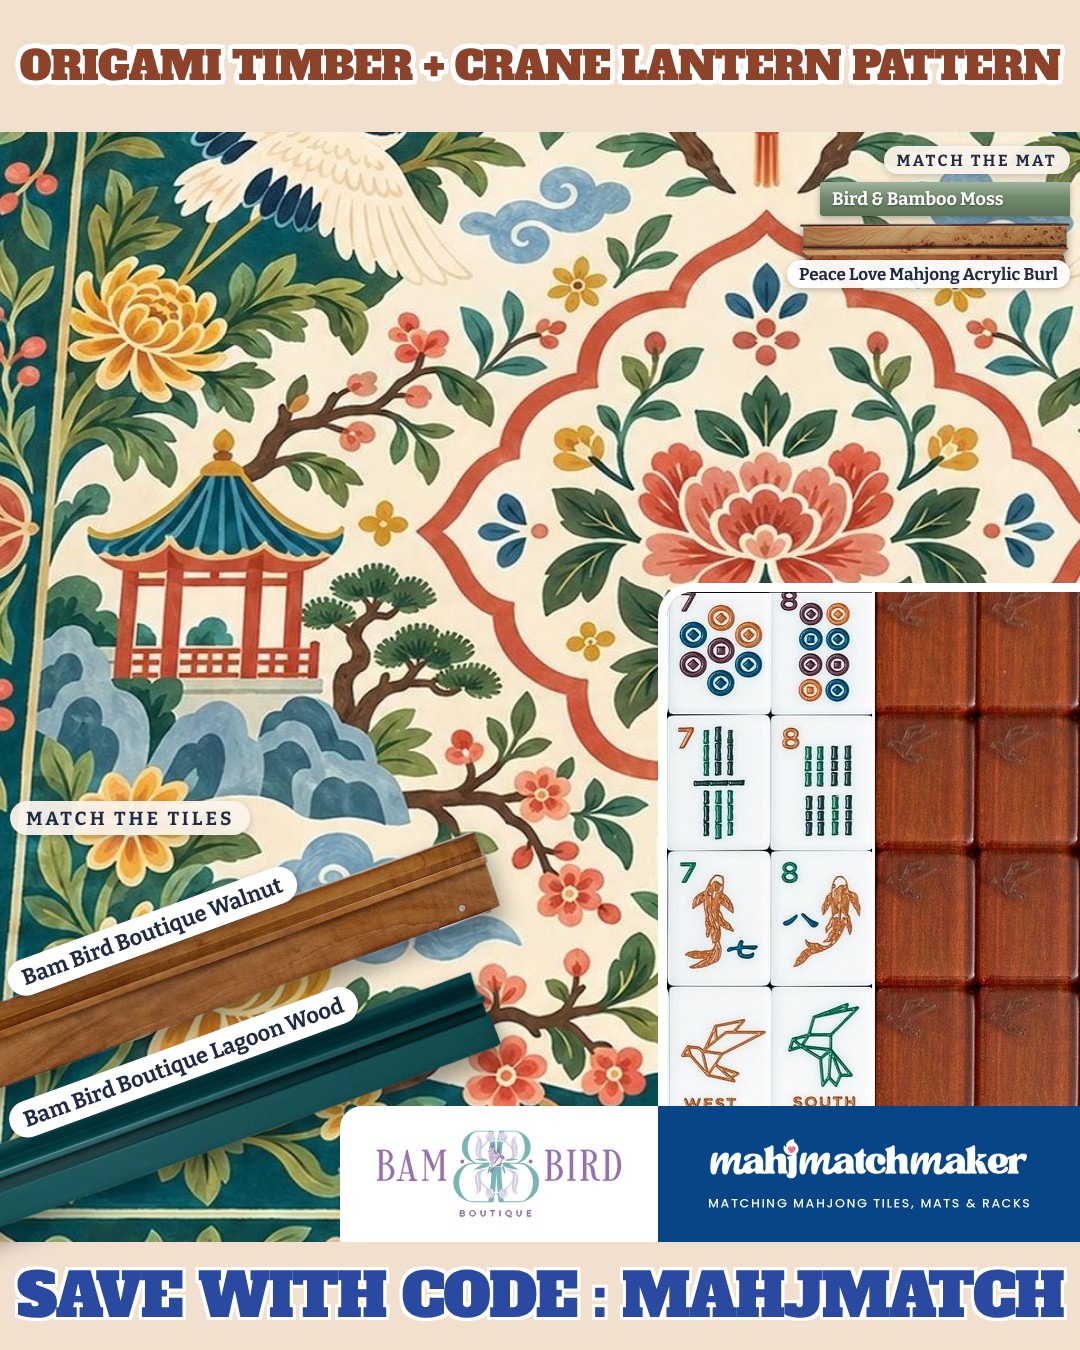 ORIGAMI TIMBER + CRANE LANTERN PATTERN
MATCH THE MAT
Bird & Bamboo Moss
Peace Love Mahjong Acrylic Burl
7 8
7 8
7 8
七 八
WEST SOUTH
MATCH THE TILES
Bam Bird Boutique Walnut
Bam Bird Boutique Lagoon Wood
BAM BIRD
BOUTIQUE
mahjmatchmaker
MATCHING MAHJONG TILES, MATS & RACKS
SAVE WITH CODE : MAHJMATCH